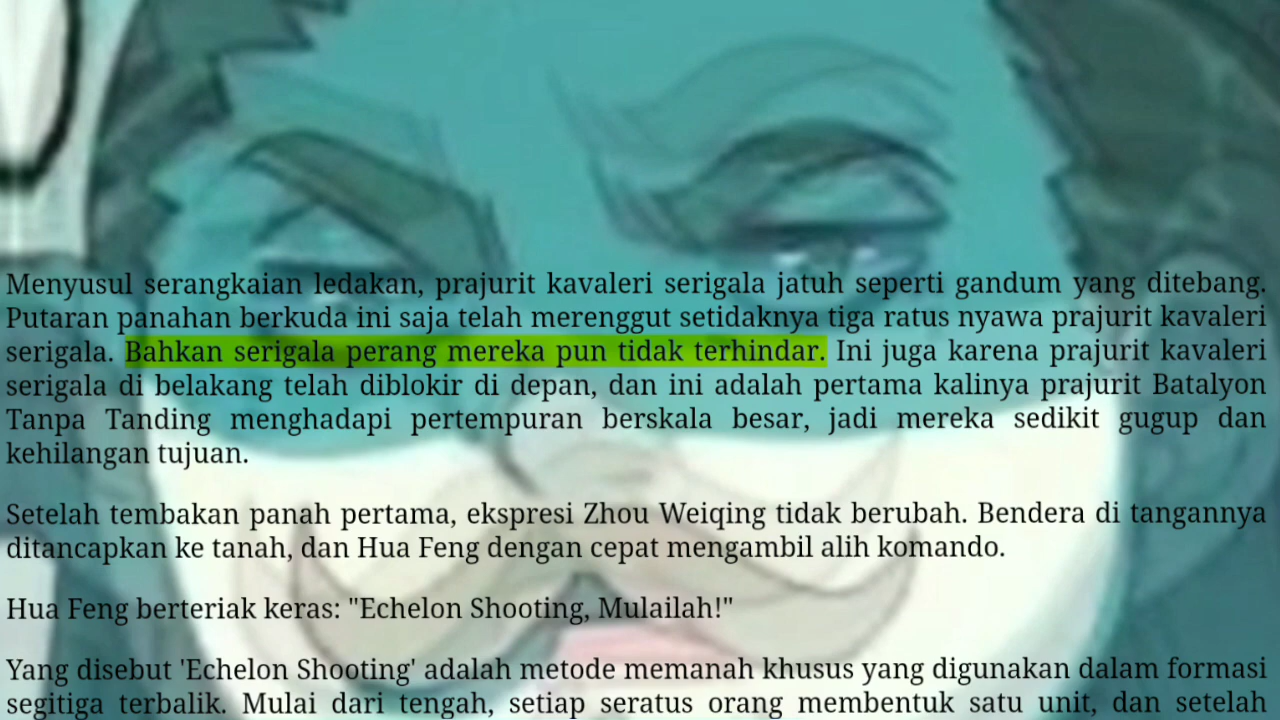 Menyusul serangkaian ledakan, prajurit kavaleri serigala jatuh seperti gandum yang ditebang.
Putaran panahan berkuda ini saja telah merenggut setidaknya tiga ratus nyawa prajurit kavaleri
serigala. Bahkan serigala perang mereka pun tidak terhindar. Ini juga karena prajurit kavaleri
serigala di belakang telah diblokir di depan, dan ini adalah pertama kalinya prajurit Batalyon
Tanpa Tanding menghadapi pertempuran berskala besar, jadi mereka sedikit gugup dan
kehilangan tujuan.
Setelah tembakan panah pertama, ekspresi Zhou Weiqing tidak berubah. Bendera di tangannya
ditancapkan ke tanah, dan Hua Feng dengan cepat mengambil alih komando.
Hua Feng berteriak keras: "Echelon Shooting, Mulailah!"
Yang disebut 'Echelon Shooting' adalah metode memanah khusus yang digunakan dalam formasi
segitiga terbalik. Mulai dari tengah, setiap seratus orang membentuk satu unit, dan setelah